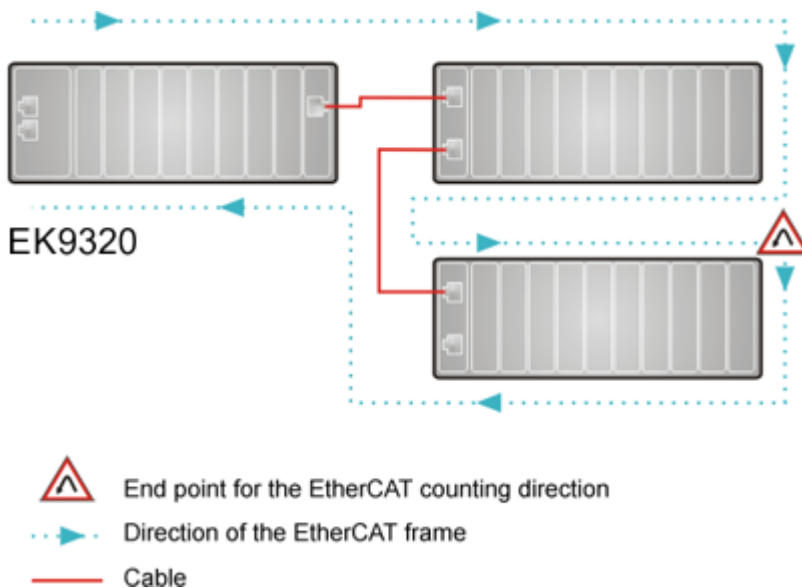 EK9320
End point for the EtherCAT counting direction
Direction of the EtherCAT frame
Cable